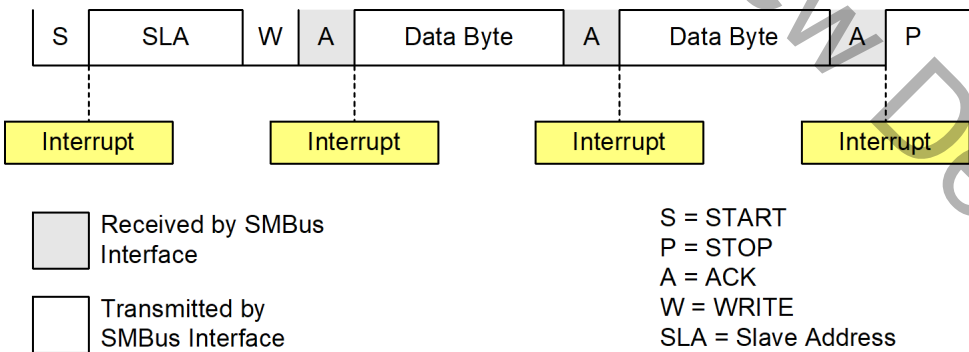 S SLA W A Data Byte A Data Byte A P
Interrupt Interrupt Interrupt Interrupt
Received by SMBus
Interface
Transmitted by
SMBus Interface
S = START
P = STOP
A = ACK
W = WRITE
SLA = Slave Address